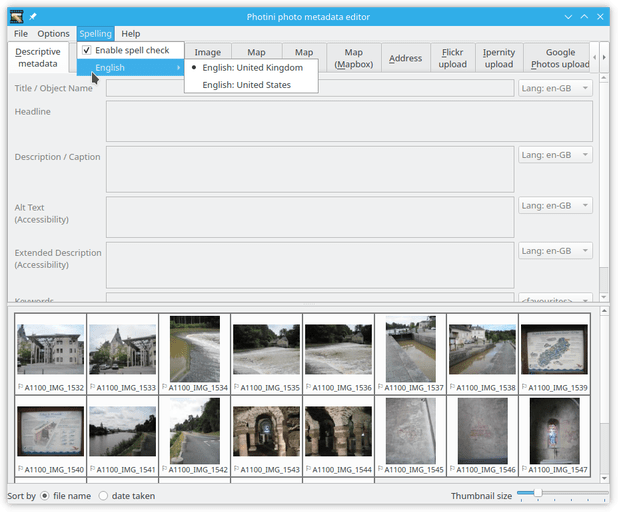 Photini photo metadata editor
File Options Spelling Help
Enable spell check
English
English: United Kingdom
English: United States
Descriptive metadata
Image
Map
Map
Map (Mapbox)
Address
Flickr upload
Ipernity upload
Google Photos upload
Title / Object Name
Lang: en-GB
Headline
Description / Caption
Lang: en-GB
Alt Text (Accessibility)
Lang: en-GB
Extended Description (Accessibility)
Lang: en-GB
Keywords
<favourites>
A1100_IMG_1532 A1100_IMG_1533 A1100_IMG_1534 A1100_IMG_1535 A1100_IMG_1536 A1100_IMG_1537 A1100_IMG_1538 A1100_IMG_1539
A1100_IMG_1540 A1100_IMG_1541 A1100_IMG_1542 A1100_IMG_1543 A1100_IMG_1544 A1100_IMG_1545 A1100_IMG_1546 A1100_IMG_1547
Sort by file name date taken Thumbnail size